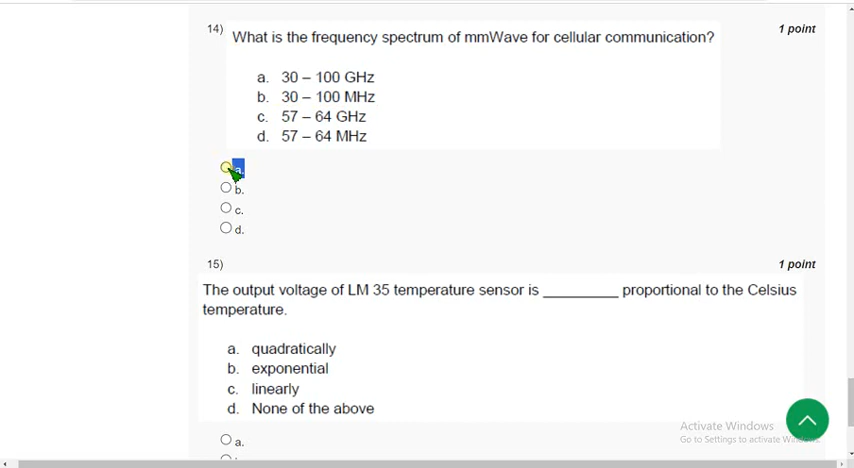 14)
1 point
What is the frequency spectrum of mmWave for cellular communication?
a. 30 – 100 GHz
b. 30 – 100 MHz
c. 57 – 64 GHz
d. 57 – 64 MHz
a.
b.
c.
d.
15)
1 point
The output voltage of LM 35 temperature sensor is _________ proportional to the Celsius
temperature.
a. quadratically
b. exponential
c. linearly
d. None of the above
a.
Activate Windows
Go to Settings to activate Windows.